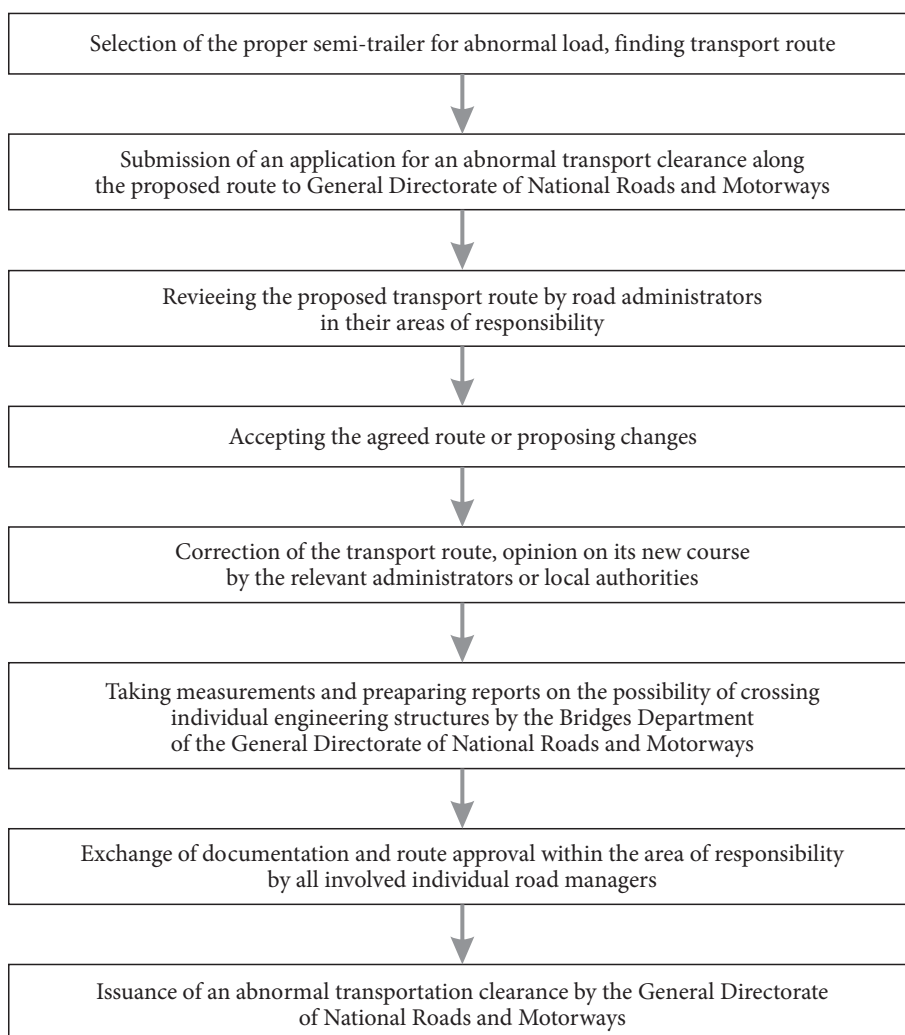 Selection of the proper semi-trailer for abnormal load, finding transport route
Submission of an application for an abnormal transport clearance along
the proposed route to General Directorate of National Roads and Motorways
Revieeing the proposed transport route by road administrators
in their areas of responsibility
Accepting the agreed route or proposing changes
Correction of the transport route, opinion on its new course
by the relevant administrators or local authorities
Taking measurements and preaparing reports on the possibility of crossing
individual engineering structures by the Bridges Department
of the General Directorate of National Roads and Motorways
Exchange of documentation and route approval within the area of responsibility
by all involved individual road managers
Issuance of an abnormal transportation clearance by the General Directorate
of National Roads and Motorways